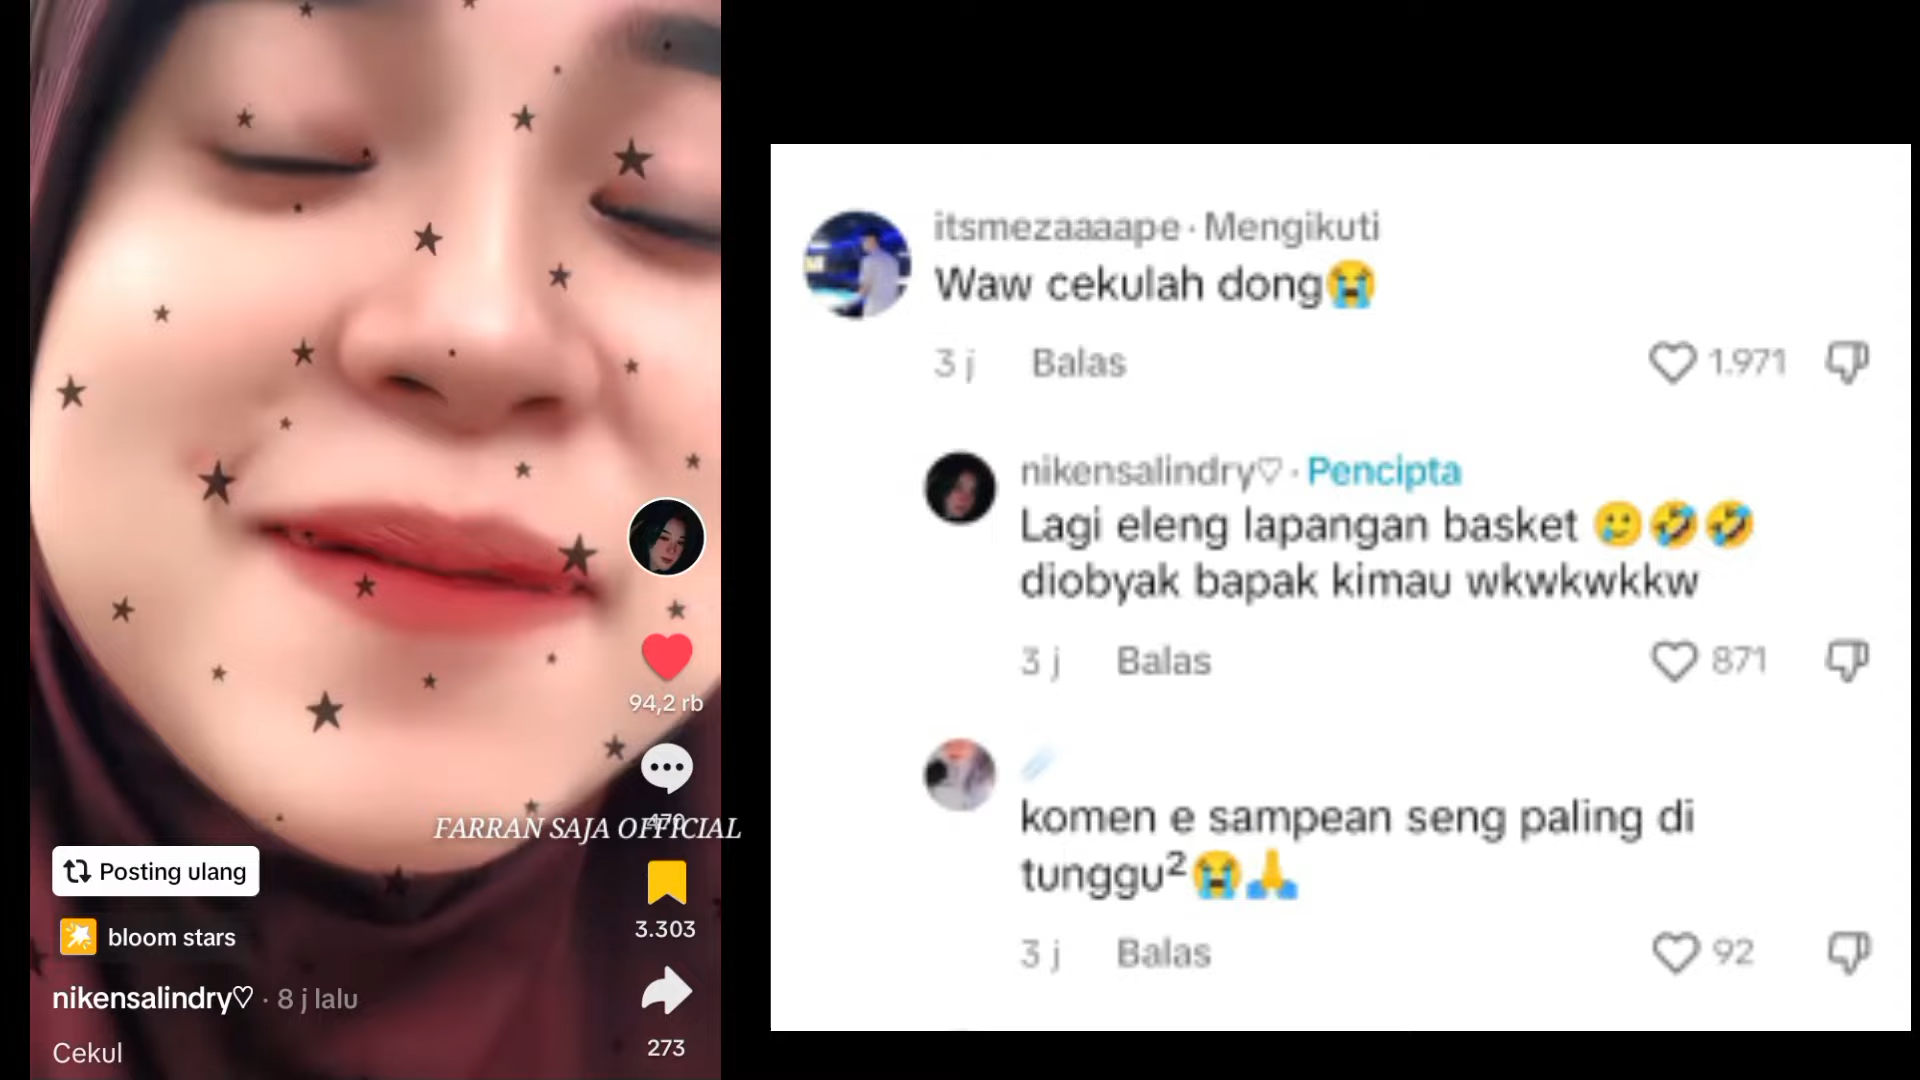 94,2 rb
FARRAN SAJA OFFICIAL
Posting ulang
3.303
bloom stars
nikensalindry♡ · 8 j lalu
273
Cekul
itsmezaaaape · Mengikuti
Waw cekulah dong😭
3 j Balas 1.971
nikensalindry♡ · Pencipta
Lagi eleng lapangan basket 🥲🤣🤣
diobyak bapak kimau wkwkwkkw
3 j Balas 871
komen e sampean seng paling di
tunggu²😭🙏
3 j Balas 92